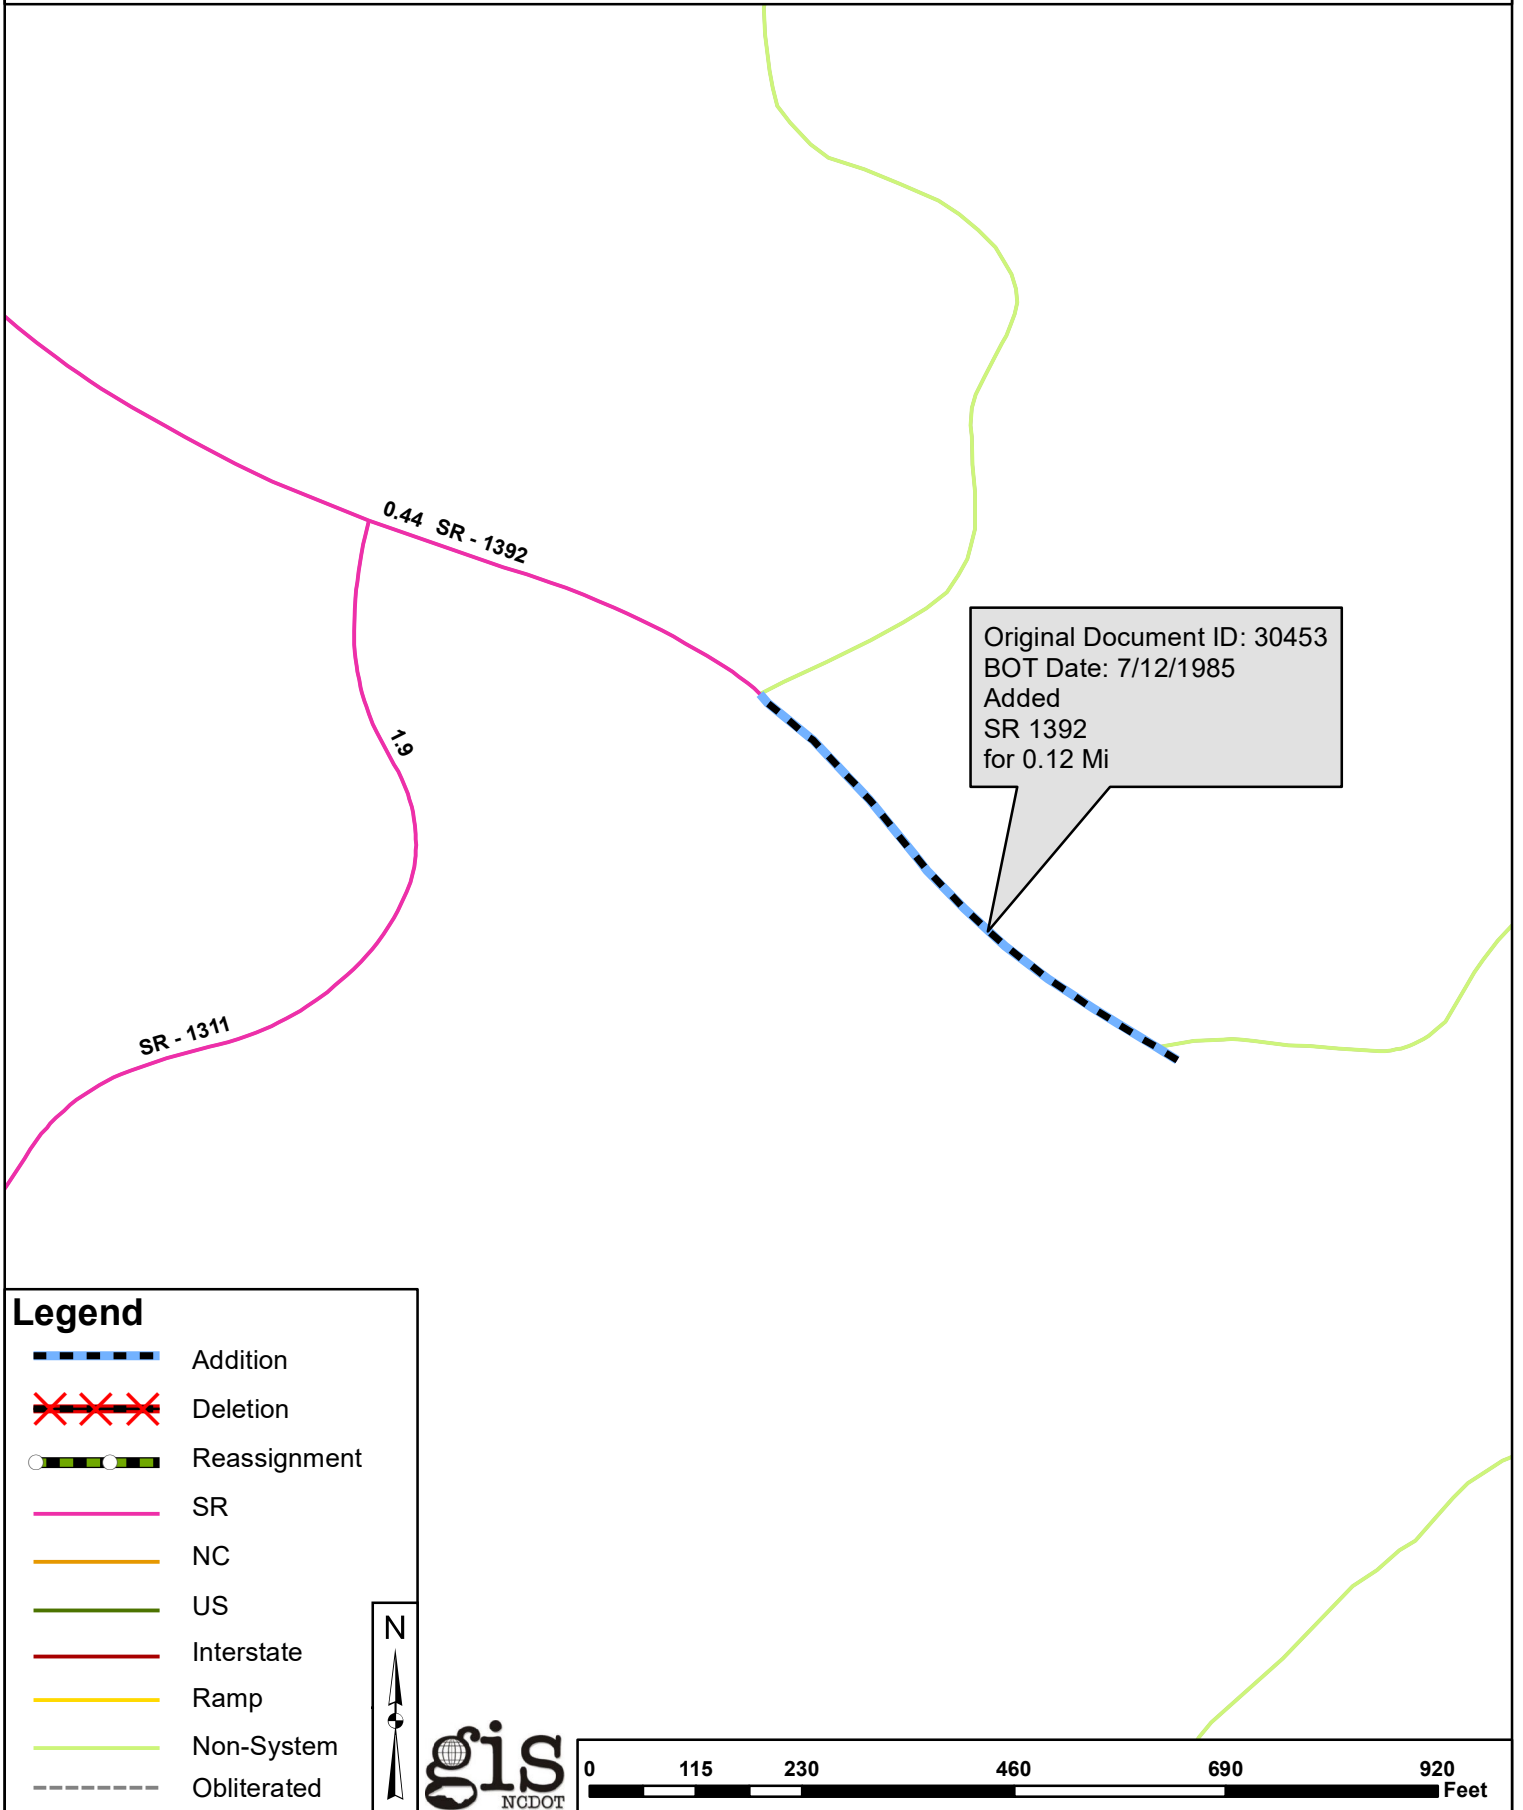 0.44 SR - 1392
Original Document ID: 30453
BOT Date: 7/12/1985
Added
SR 1392
for 0.12 Mi
1.9
SR - 1311
Legend
Addition
Deletion
Reassignment
SR
NC
US
Interstate
Ramp
Non-System
Obliterated
N
gis
NCDOT
0 115 230 460 690 920
Feet